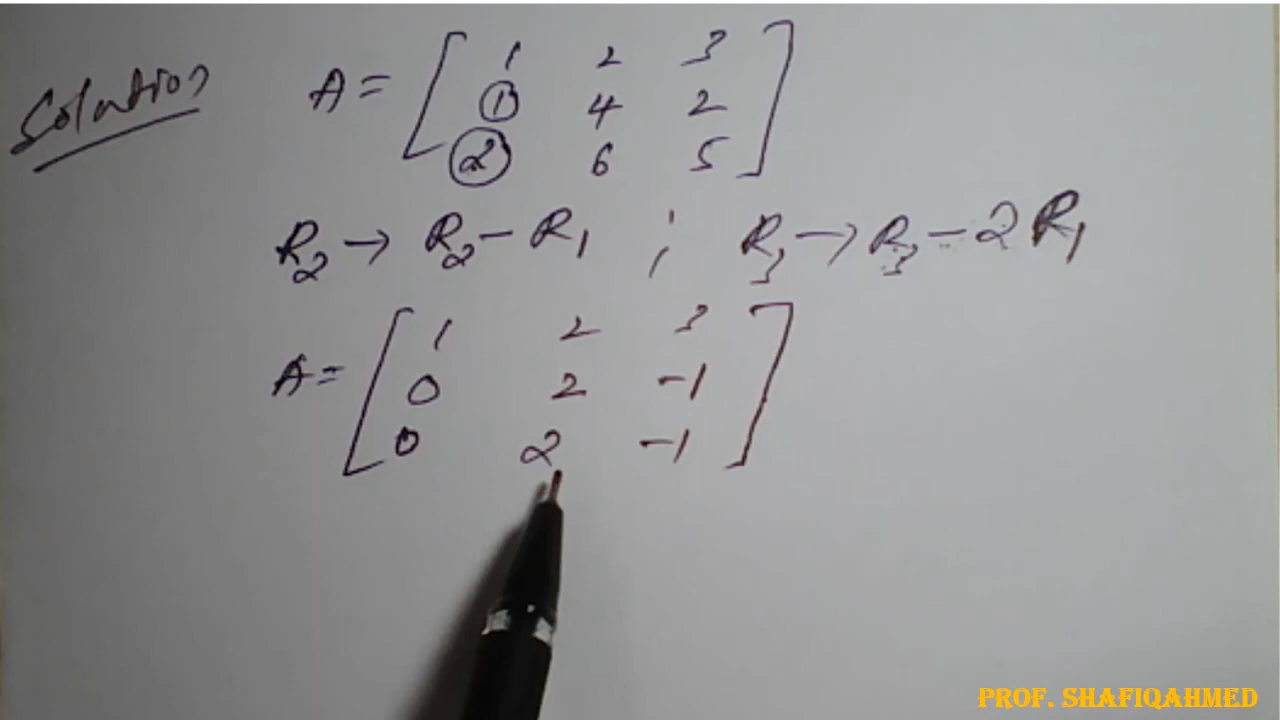 Solution A = [ 1 2 3
1 4 2
2 6 5 ]
R₂ → R₂ - R₁ ; R₃ → R₃ - 2R₁
A = [ 1 2 3
0 2 -1
0 2 -1 ]
PROF. SHAFIQAHMED